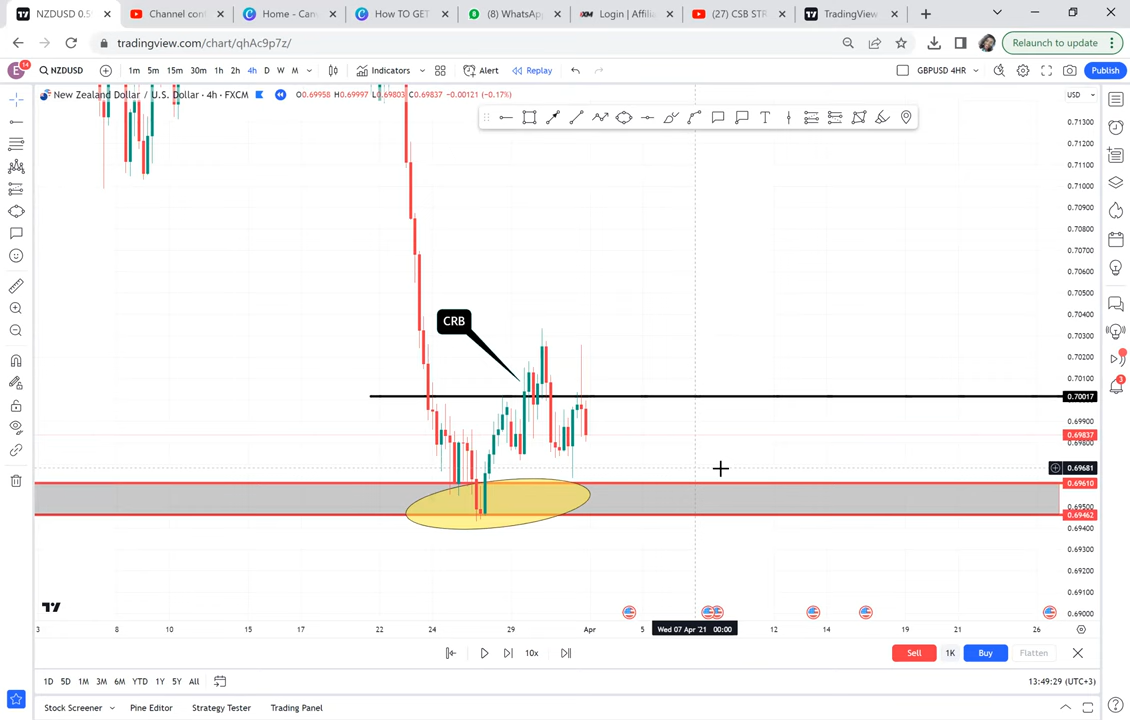 NZDUSD 0.5
Channel con
Home - Can
How TO GET
(8) WhatsAp
Login | Affili
(27) CSB STR
TradingView
tradingview.com/chart/qhAc9p7z/
Relaunch to update
E
14
NZDUSD
1m 5m 15m 30m 1h 2h 4h D W M
Indicators
Alert
Replay
GBPUSD 4HR
Publish
New Zealand Dollar / U.S. Dollar · 4h · FXCM O0.69958 H0.69997 L0.69803 C0.69837 −0.00121 (−0.17%)
USD
0.71300
0.71200
0.71100
0.71000
0.70900
0.70800
0.70700
0.70600
0.70500
0.70400
0.70300
0.70200
0.70100
0.70017
0.69900
0.69837
0.69800
0.69681
0.69610
0.69500
0.69462
0.69400
0.69300
0.69200
0.69100
0.69000
CRB
3
3 8 10 15 17 22 24 29 Apr 5 Wed 07 Apr '21 00:00 12 14 19 21 26
10x
Sell 1K Buy Flatten
1D 5D 1M 3M 6M YTD 1Y 5Y All
13:49:29 (UTC+3)
Stock Screener Pine Editor Strategy Tester Trading Panel